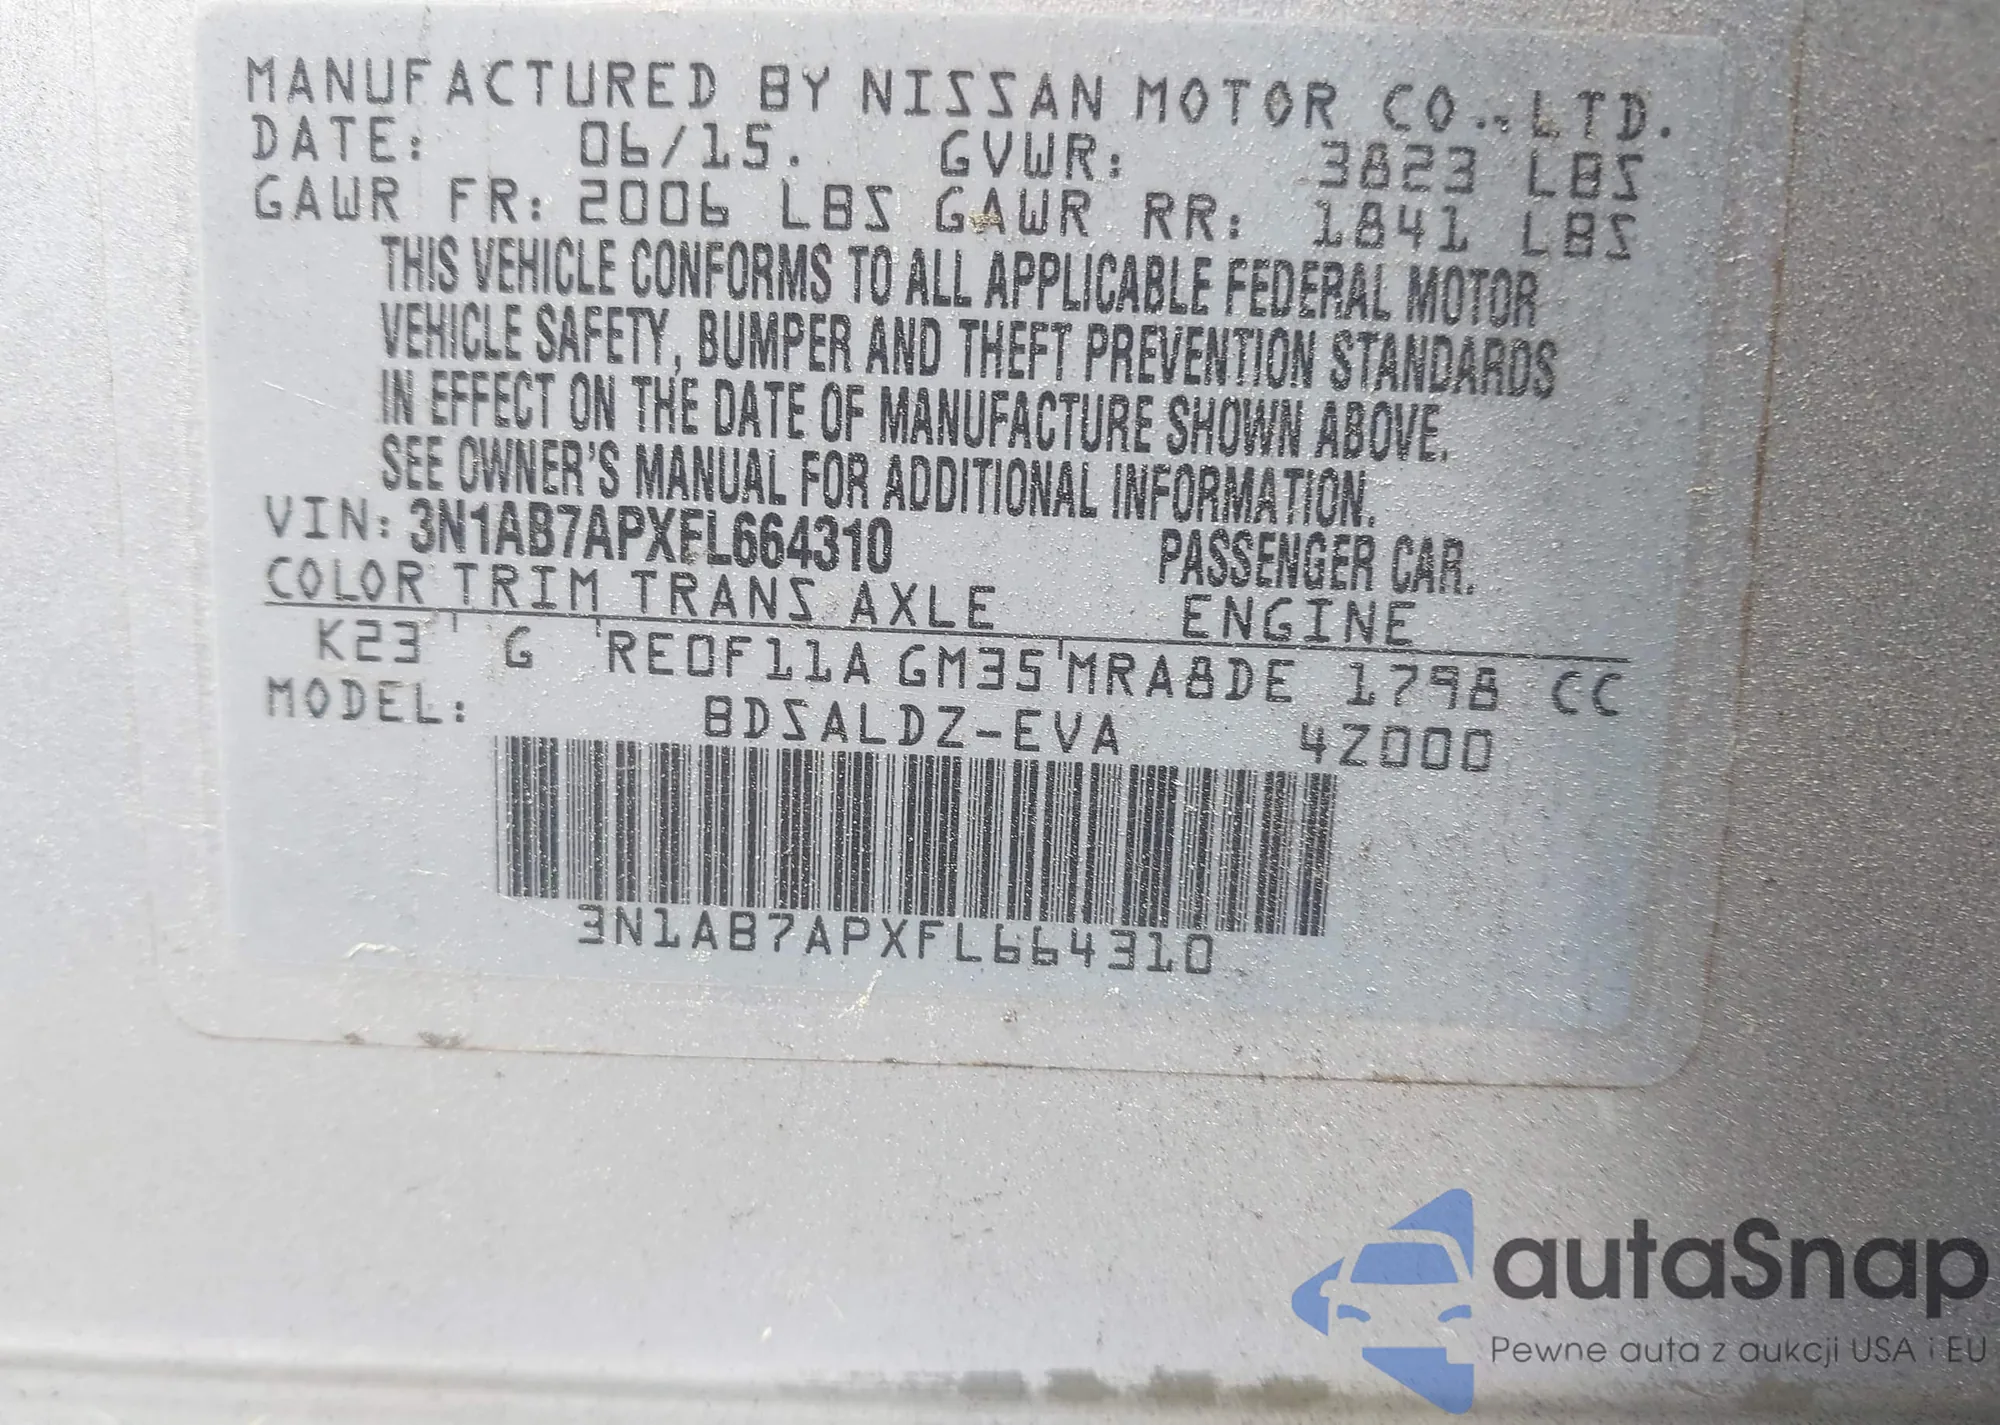 MANUFACTURED BY NISSAN MOTOR CO., LTD.
DATE: 06/15. GVWR: 3823 LBS
GAWR FR: 2006 LBS GAWR RR: 1841 LBS
THIS VEHICLE CONFORMS TO ALL APPLICABLE FEDERAL MOTOR
VEHICLE SAFETY, BUMPER AND THEFT PREVENTION STANDARDS
IN EFFECT ON THE DATE OF MANUFACTURE SHOWN ABOVE.
SEE OWNER'S MANUAL FOR ADDITIONAL INFORMATION.
VIN: 3N1AB7APXFL664310 PASSENGER CAR.
COLOR TRIM TRANS AXLE ENGINE
K23 G RE0F11A GM35 MRA8DE 1798 CC
MODEL: BDSALDZ-EVA 4Z000
3N1AB7APXFL664310
autaSnap
Pewne auta z aukcji USA i EU